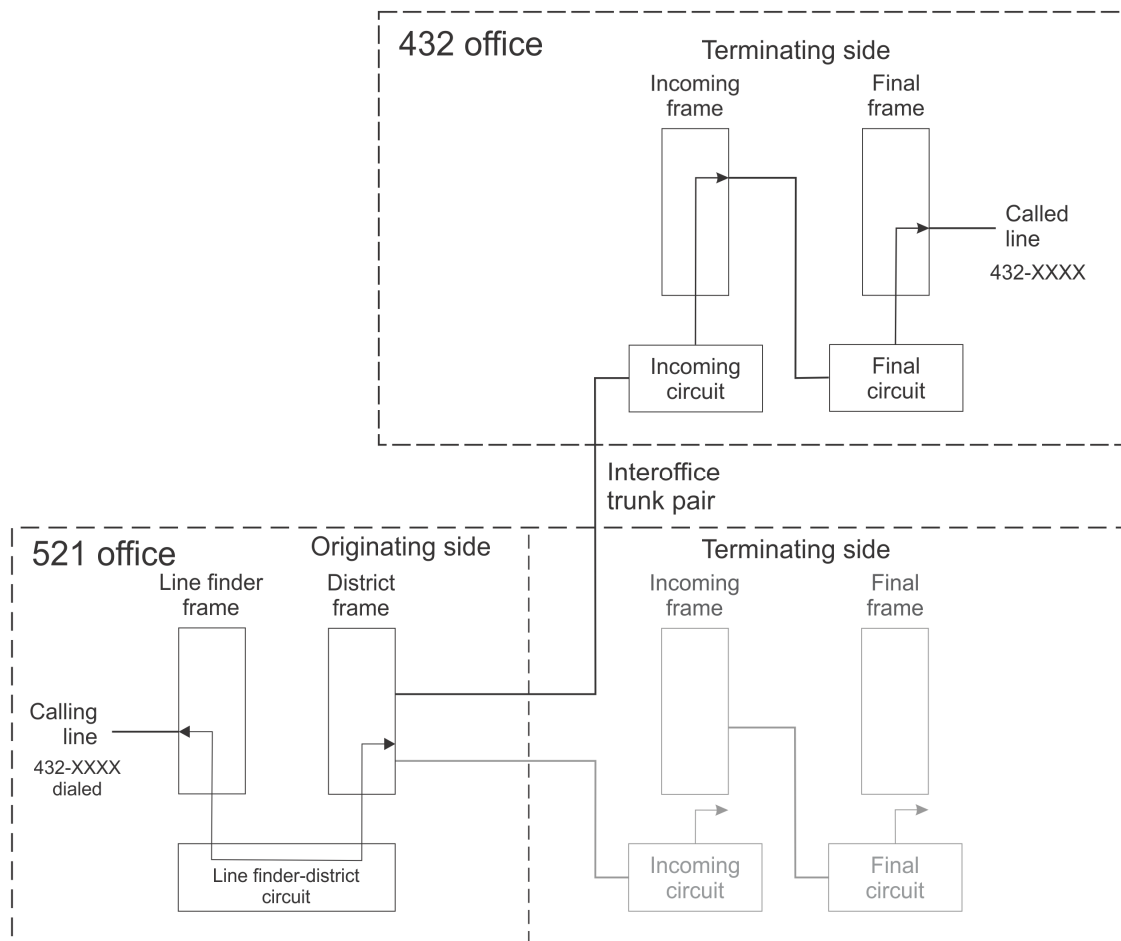 432 office
Terminating side
Incoming
frame
Final
frame
Called
line
432-XXXX
Incoming
circuit
Final
circuit
Interoffice
trunk pair
521 office
Originating side
Terminating side
Line finder
frame
District
frame
Incoming
frame
Final
frame
Calling
line
432-XXXX
dialed
Line finder-district
circuit
Incoming
circuit
Final
circuit